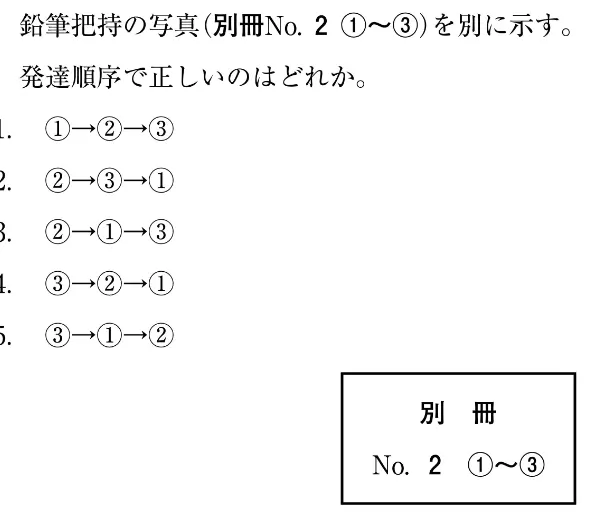 鉛筆把持の写真(別冊No. 2 ①〜③)を別に示す。
発達順序で正しいのはどれか。
1. ①→②→③
2. ②→③→①
3. ②→①→③
4. ③→②→①
5. ③→①→②
別 冊
No. 2 ①〜③